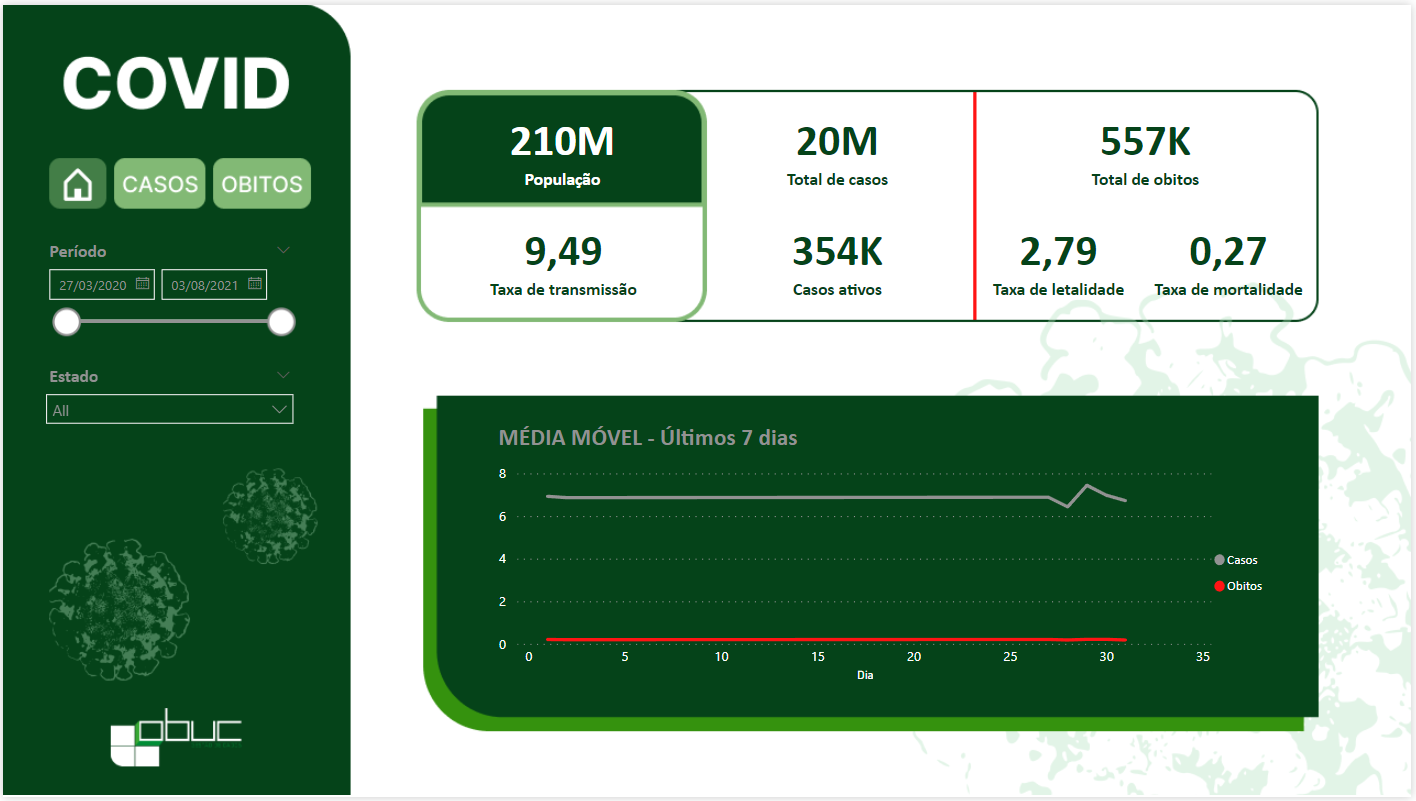 COVID
CASOS
OBITOS
Período
27/03/2020
03/08/2021
Estado
All
obuc
210M
População
9,49
Taxa de transmissão
20M
Total de casos
354K
Casos ativos
557K
Total de obitos
2,79
Taxa de letalidade
0,27
Taxa de mortalidade
MÉDIA MÓVEL - Últimos 7 dias
8
6
4
2
0
0 5 10 15 20 25 30 35
Dia
Casos
Obitos